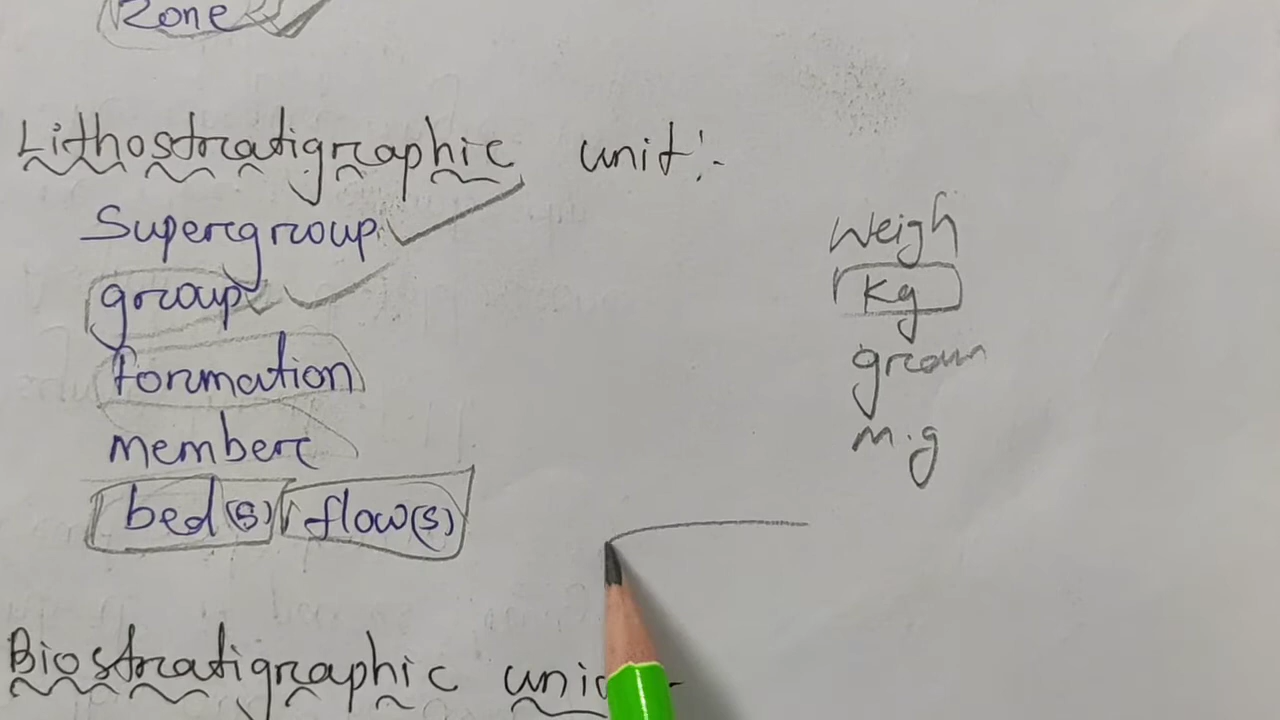 Zone
Lithostratigraphic unit:-
Supergroup
group
formation
member
bed(s) flow(s)
Weigh
Kg
gram
m.g
Biostratigraphic